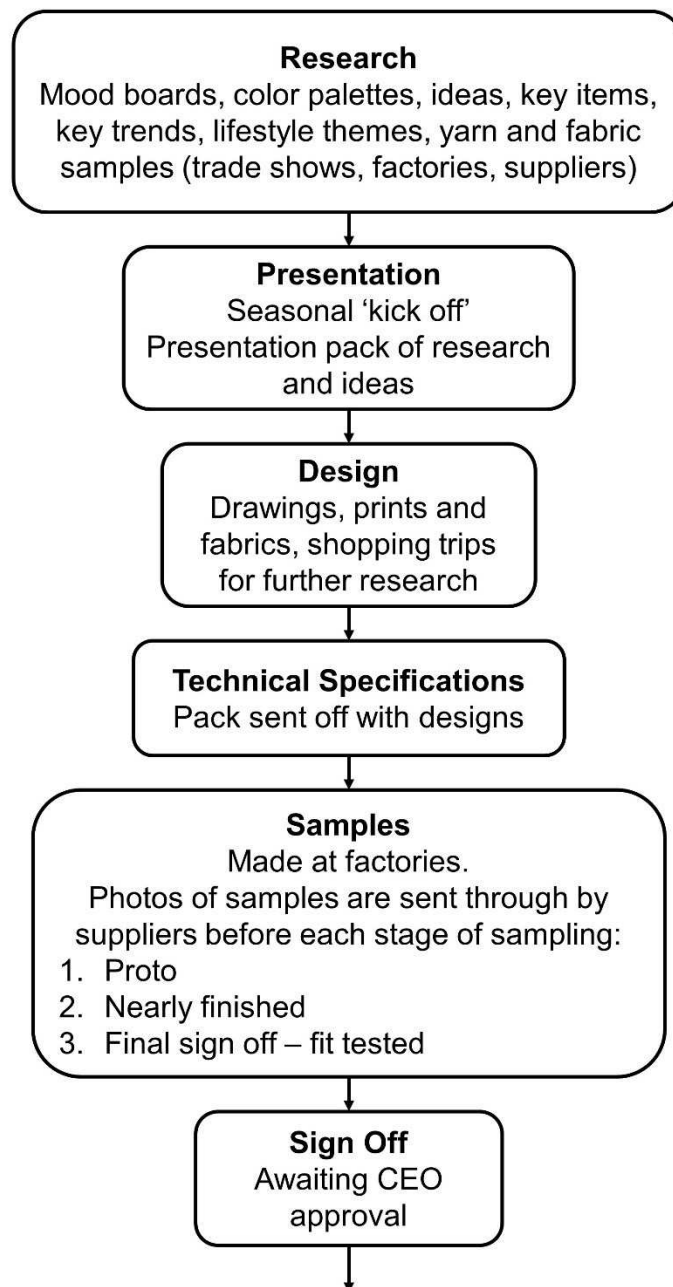 Research
Mood boards, color palettes, ideas, key items,
key trends, lifestyle themes, yarn and fabric
samples (trade shows, factories, suppliers)
Presentation
Seasonal ‘kick off’
Presentation pack of research
and ideas
Design
Drawings, prints and
fabrics, shopping trips
for further research
Technical Specifications
Pack sent off with designs
Samples
Made at factories.
Photos of samples are sent through by
suppliers before each stage of sampling:
1. Proto
2. Nearly finished
3. Final sign off – fit tested
Sign Off
Awaiting CEO
approval